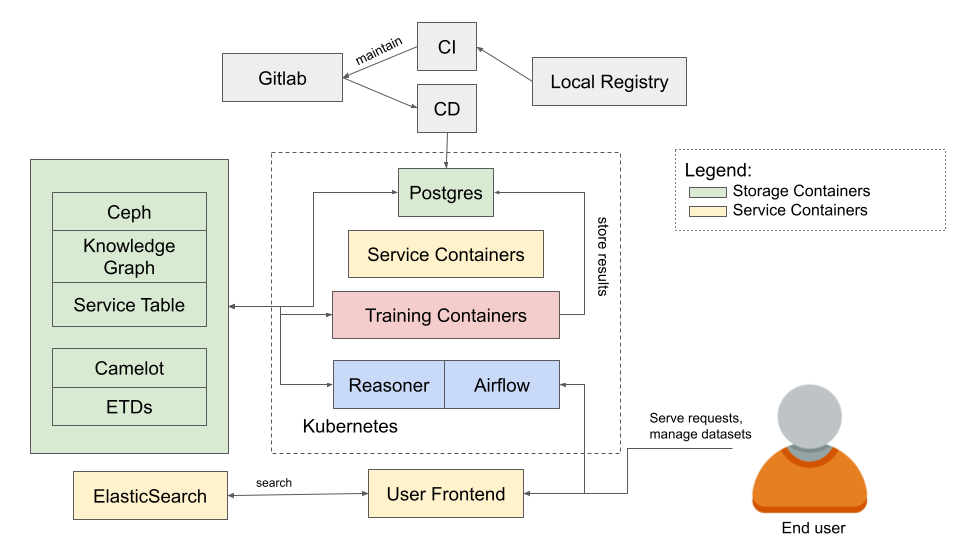 CI
maintain
Gitlab
Local Registry
CD
Postgres
Legend:
Storage Containers
Service Containers
Ceph
Knowledge
Graph
Service Table
Camelot
ETDs
Service Containers
store results
Training Containers
Reasoner
Airflow
Kubernetes
Serve requests,
manage datasets
ElasticSearch
search
User Frontend
End user